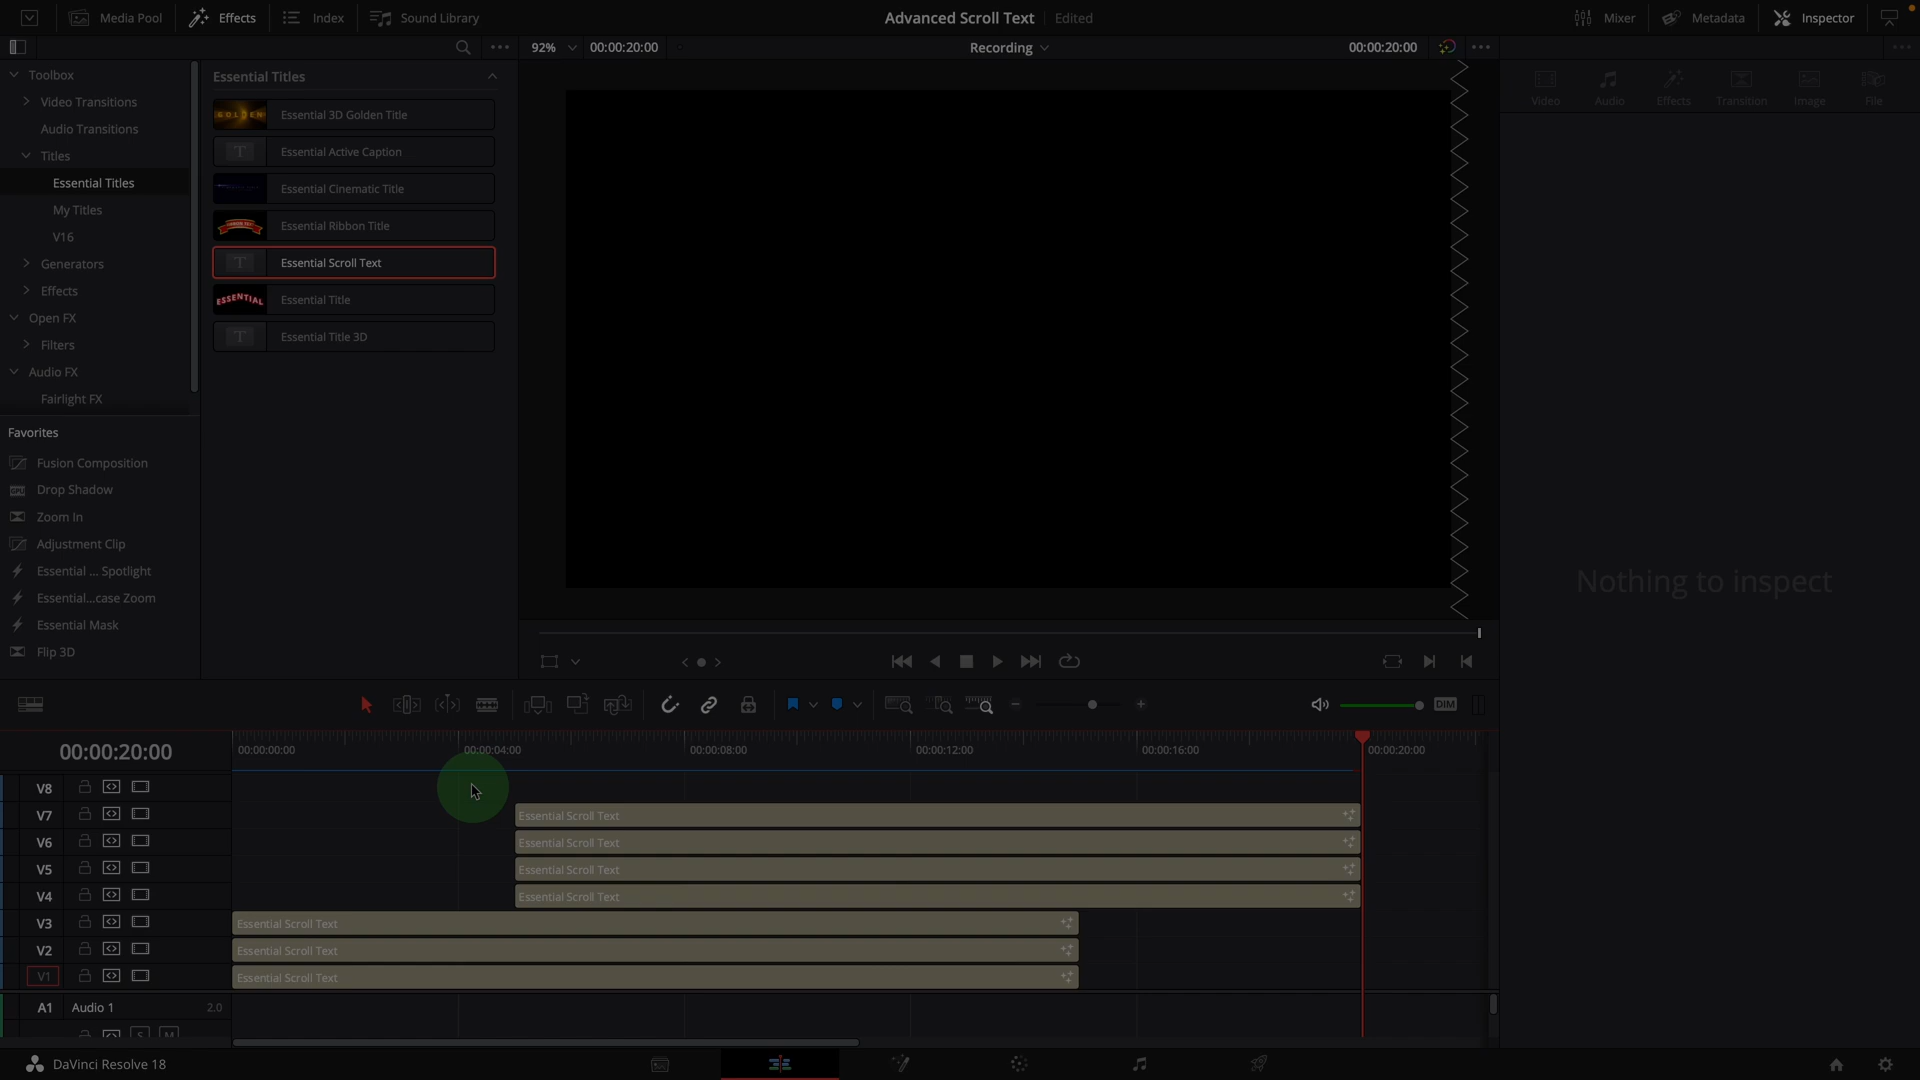 Media Pool
Effects
Index
Sound Library
Advanced Scroll Text
Edited
Mixer
Metadata
Inspector
92%
00:00:20:00
Recording
00:00:20:00
Toolbox
Video Transitions
Audio Transitions
Titles
Essential Titles
My Titles
V16
Generators
Effects
Open FX
Filters
Audio FX
Fairlight FX
Favorites
Fusion Composition
Drop Shadow
Zoom In
Adjustment Clip
Essential ... Spotlight
Essential...case Zoom
Essential Mask
Flip 3D
Essential Titles
GOLDEN
Essential 3D Golden Title
T
Essential Active Caption
Essential Cinematic Title
Essential Ribbon Title
T
Essential Scroll Text
ESSENTIAL
Essential Title
T
Essential Title 3D
Video
Audio
Effects
Transition
Image
File
Nothing to inspect
DIM
00:00:20:00
00:00:00:00
00:00:04:00
00:00:08:00
00:00:12:00
00:00:16:00
00:00:20:00
V8
V7
Essential Scroll Text
V6
Essential Scroll Text
V5
Essential Scroll Text
V4
Essential Scroll Text
V3
Essential Scroll Text
V2
Essential Scroll Text
V1
Essential Scroll Text
A1
Audio 1
2.0
S
M
DaVinci Resolve 18